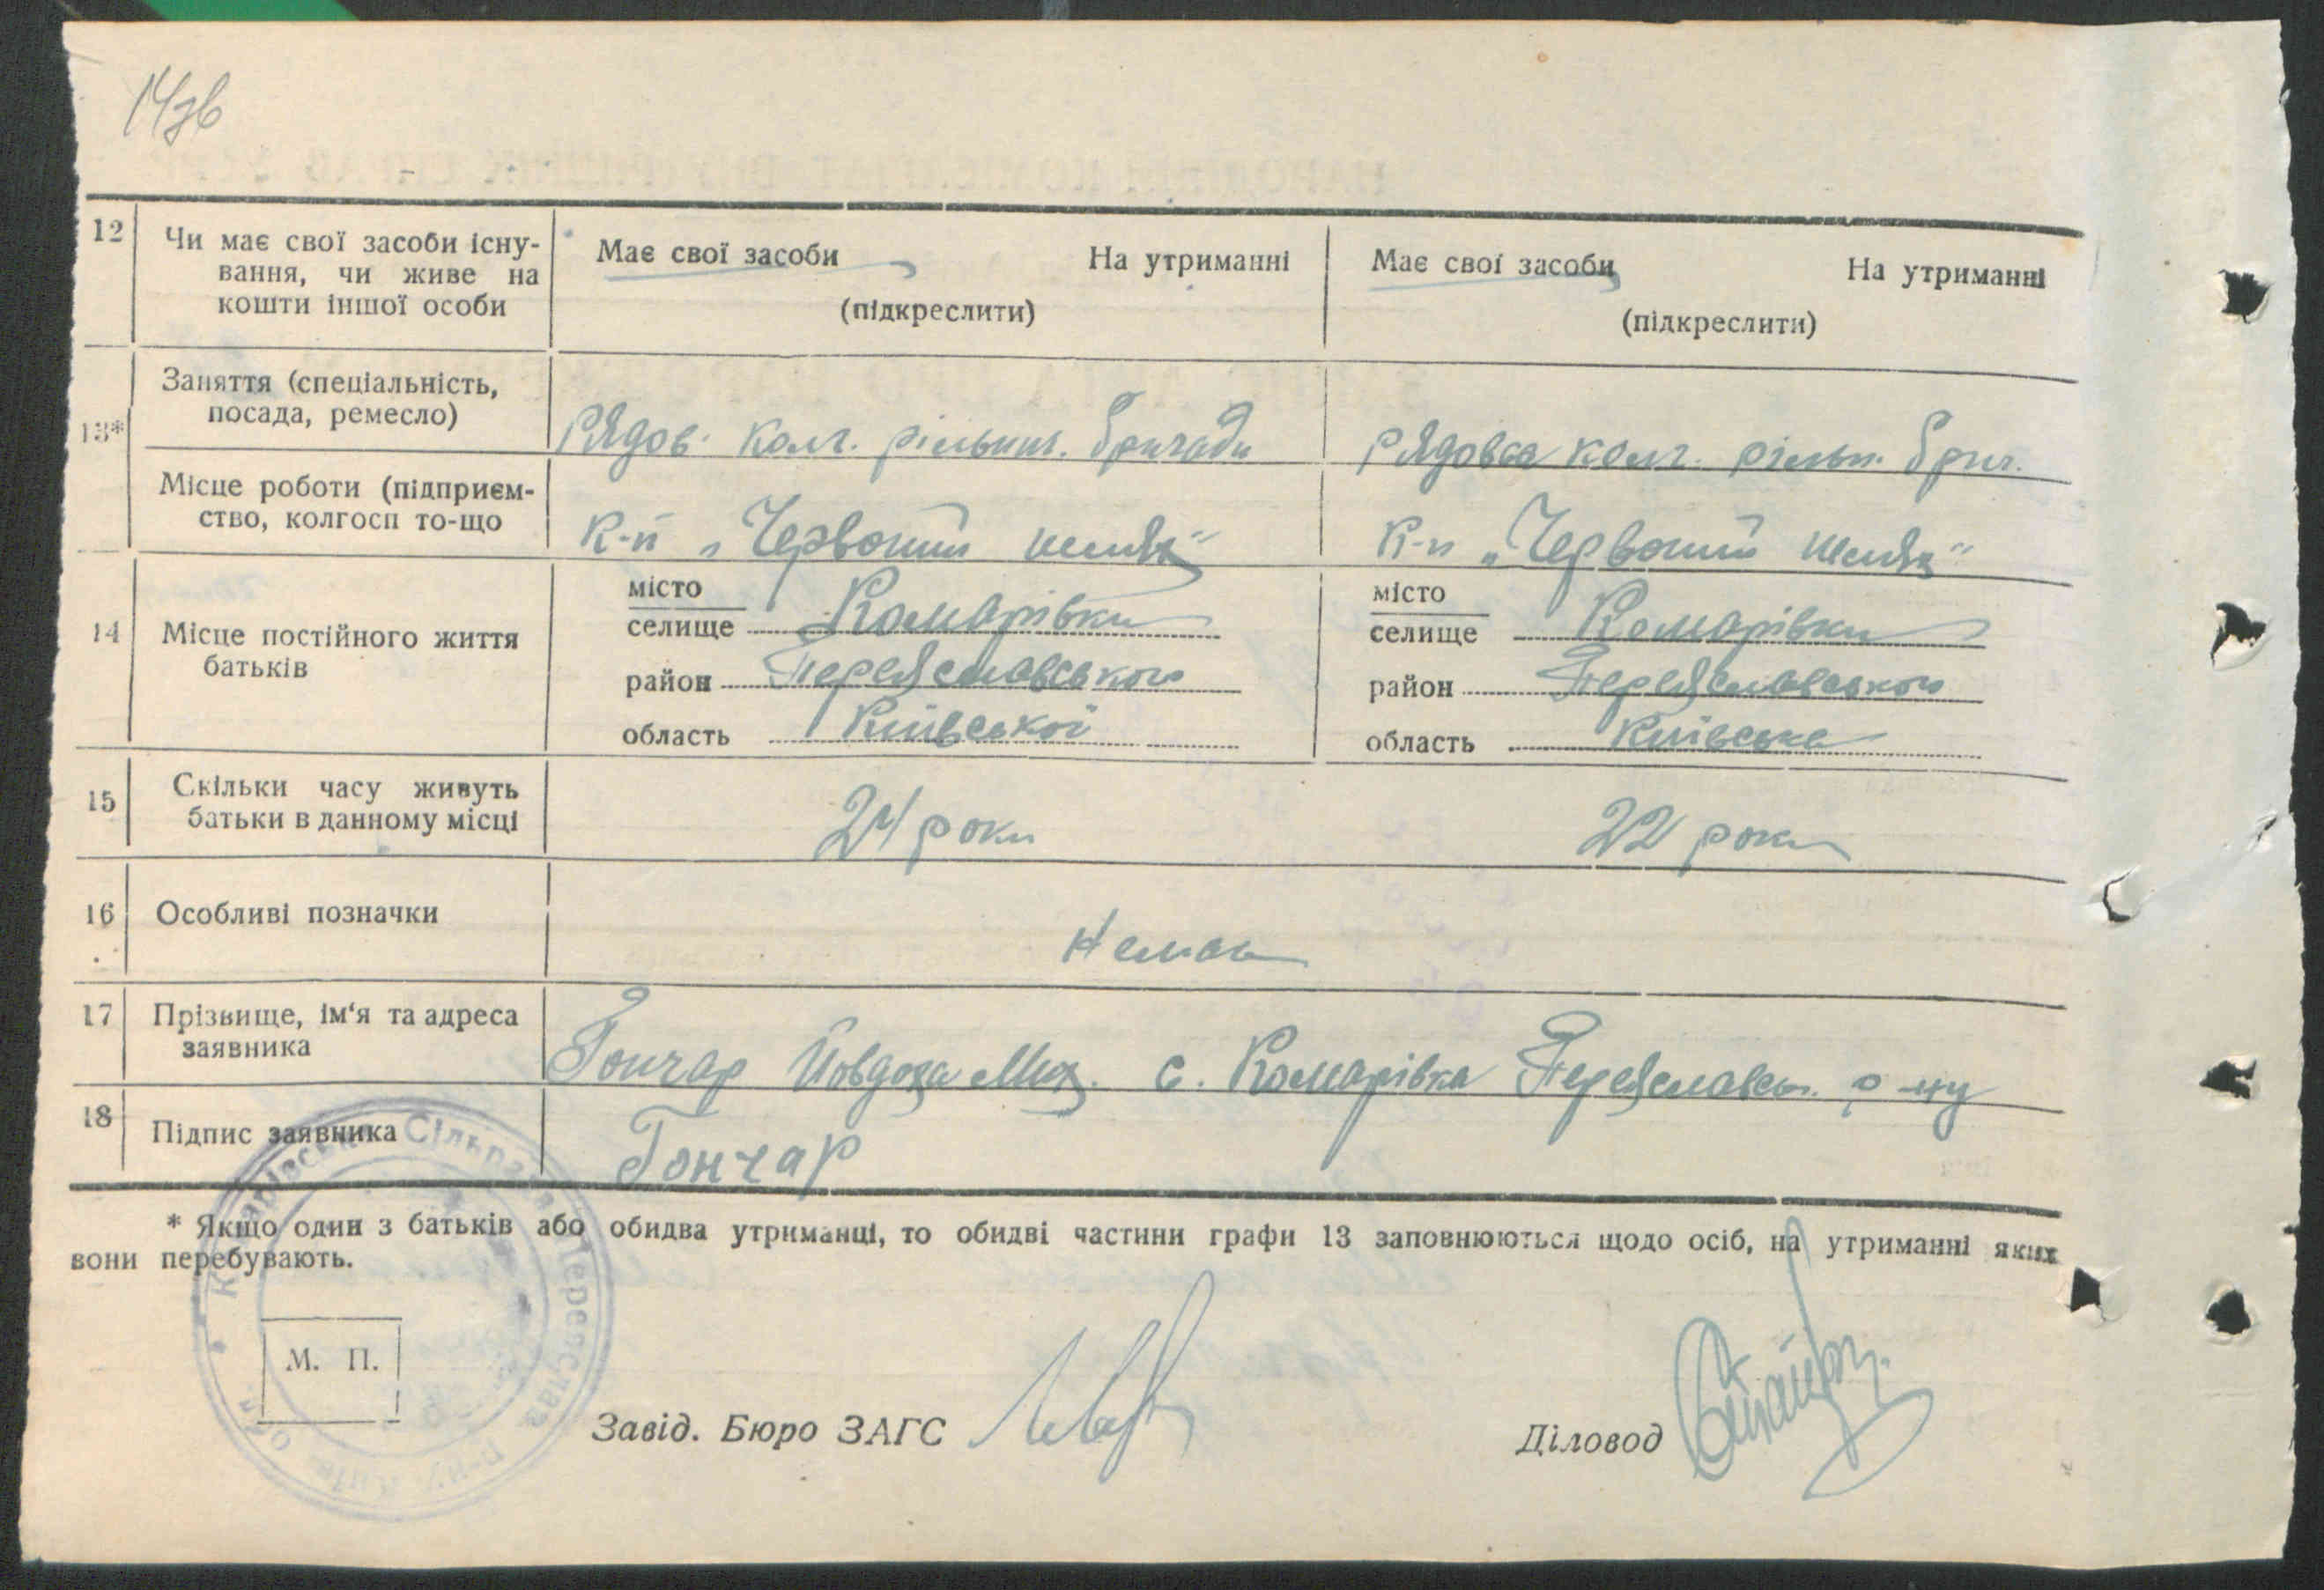 14зв
12 Чи має свої засоби існу-
вання, чи живе на
кошти іншої особи
Має свої засоби На утриманні
(підкреслити)
Має свої засоби На утриманні
(підкреслити)
13* Заняття (спеціальність,
посада, ремесло)
Рядов. колг. рільнич. бригади
рядова колг. рільн. бриг.
Місце роботи (підприєм-
ство, колгосп то-що
К-п „Червоний шлях“
К-п „Червоний шлях“
14 Місце постійного життя
батьків
місто
селище Комарівки
район Переяславського
область Київської
місто
селище Комарівки
район Переяславського
область Київська
15 Скільки часу живуть
батьки в данному місці
24 роки
22 роки
16 Особливі позначки
Немає
17 Прізвище, ім'я та адреса
заявника
Гончар Йовдоха Мих. с. Комарівка Переяславськ. р-ну
18 Підпис заявника
Гончар
* Якщо один з батьків або обидва утриманці, то обидві частини графи 13 заповнюються щодо осіб, на утриманні яких
вони перебувають.
М. П.
Завід. Бюро ЗАГС
Діловод